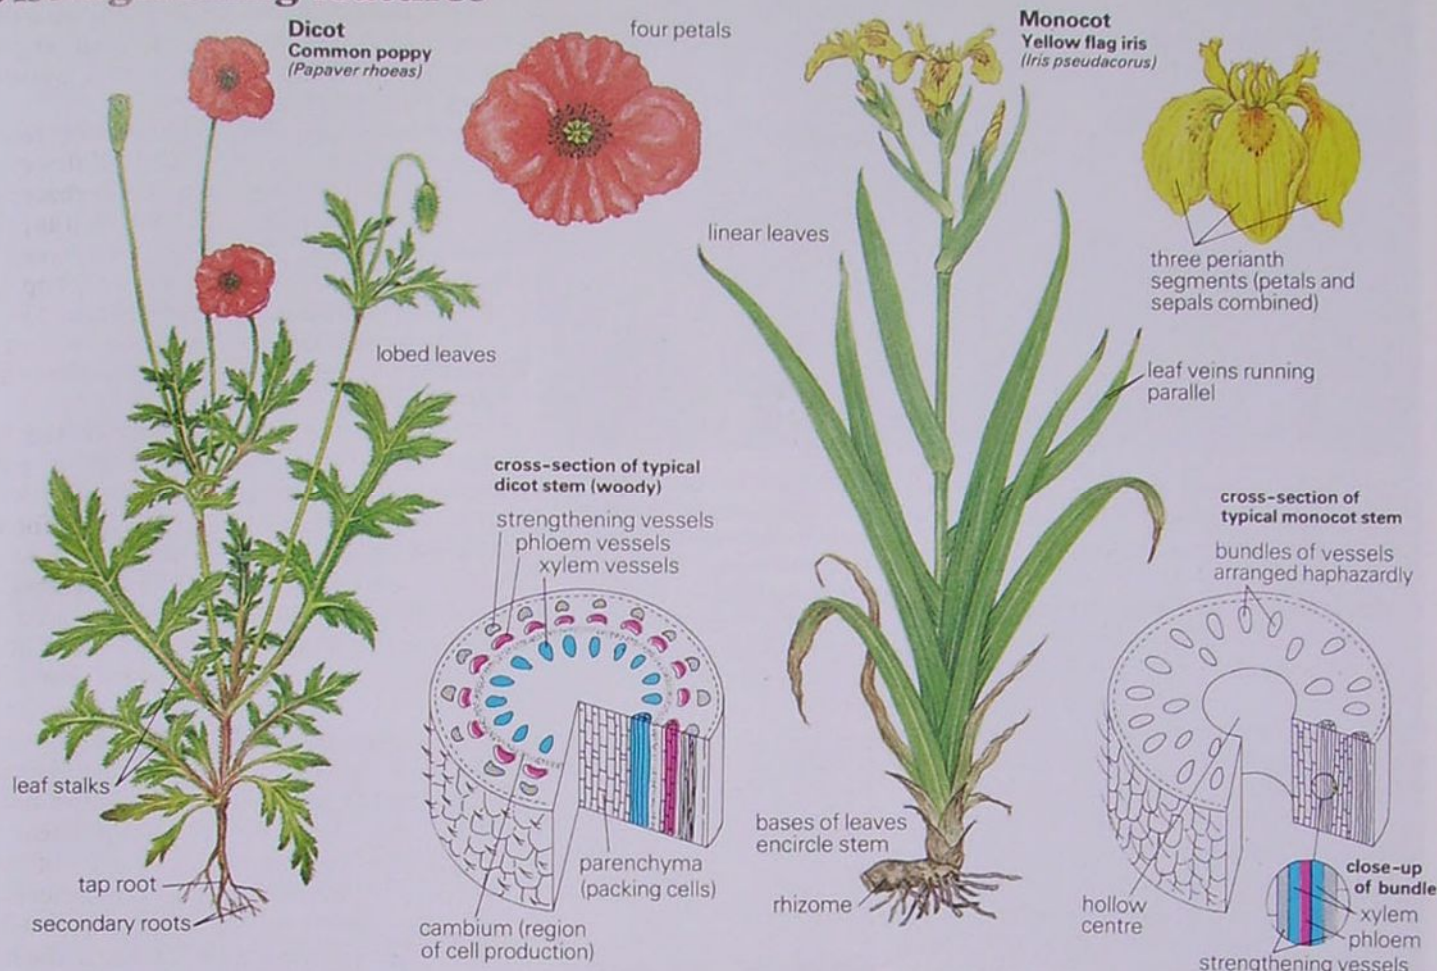 Dicot
Common poppy
(Papaver rhoeas)
four petals
lobed leaves
leaf stalks
tap root
secondary roots
cross-section of typical
dicot stem (woody)
strengthening vessels
phloem vessels
xylem vessels
parenchyma
(packing cells)
cambium (region
of cell production)
Monocot
Yellow flag iris
(Iris pseudacorus)
three perianth
segments (petals and
sepals combined)
linear leaves
leaf veins running
parallel
bases of leaves
encircle stem
rhizome
cross-section of
typical monocot stem
bundles of vessels
arranged haphazardly
hollow
centre
close-up
of bundle
xylem
phloem
strengthening vessels